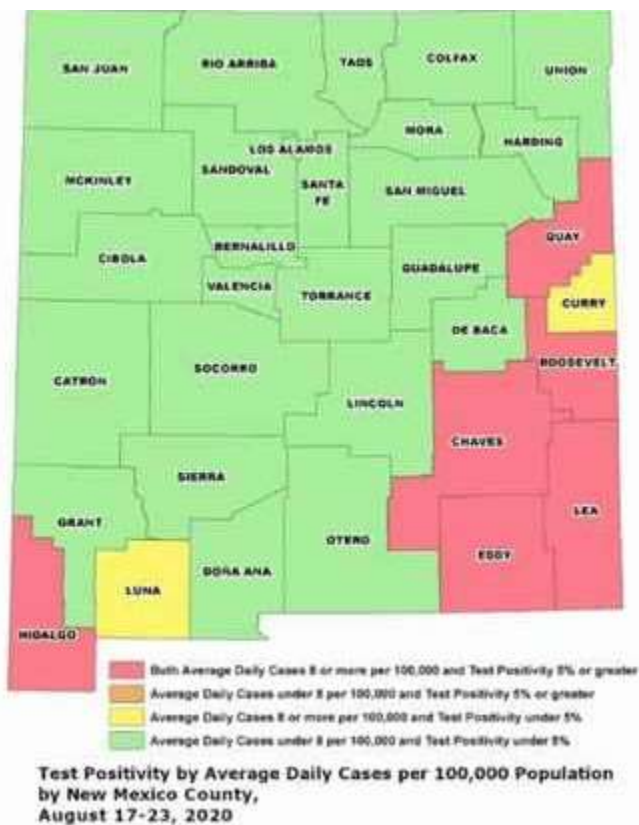 SAN JUAN
RIO ARRIBA
TAOS
COLFAX
UNION
MORA
HARDING
LOS ALAMOS
SANDOVAL
SANTA
FE
SAN MIGUEL
MCKINLEY
QUAY
BERNALILLO
CIBOLA
GUADALUPE
VALENCIA
TORRANCE
CURRY
DE BACA
ROOSEVELT
SOCORRO
CATRON
LINCOLN
CHAVES
SIERRA
LEA
GRANT
OTERO
EDDY
DOÑA ANA
LUNA
HIDALGO
Both Average Daily Cases 8 or more per 100,000 and Test Positivity 5% or greater
Average Daily Cases under 8 per 100,000 and Test Positivity 5% or greater
Average Daily Cases 8 or more per 100,000 and Test Positivity under 5%
Average Daily Cases under 8 per 100,000 and Test Positivity under 5%
Test Positivity by Average Daily Cases per 100,000 Population
by New Mexico County,
August 17-23, 2020